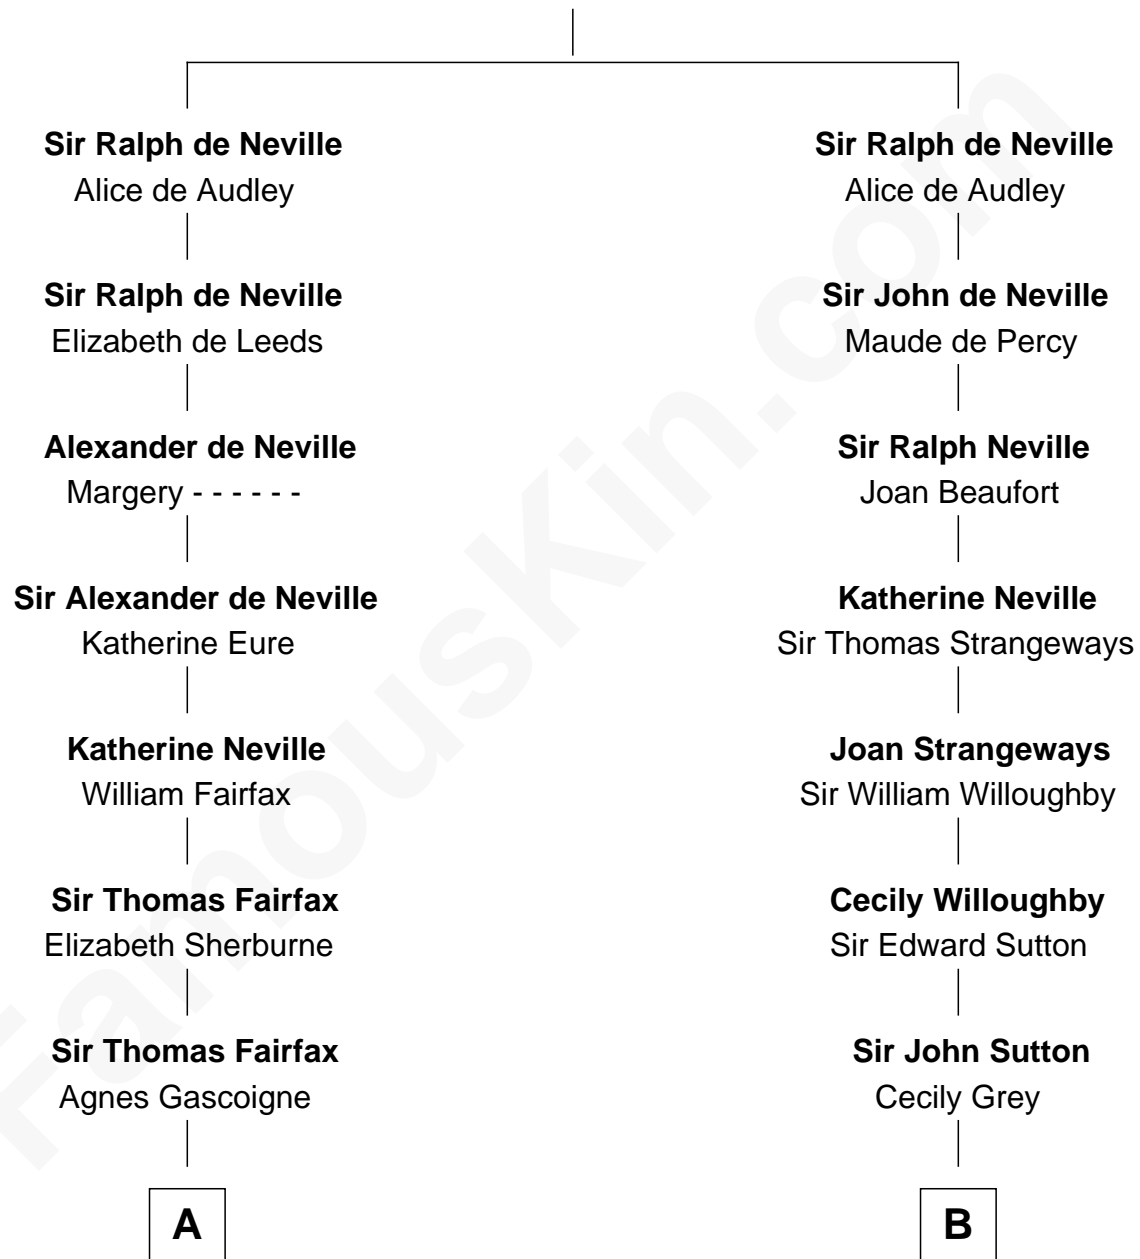 Sir Ralph de Neville
Alice de Audley
Sir Ralph de Neville
Elizabeth de Leeds
Alexander de Neville
Margery - - - - - -
Sir Alexander de Neville
Katherine Eure
Katherine Neville
William Fairfax
Sir Thomas Fairfax
Elizabeth Sherburne
Sir Thomas Fairfax
Agnes Gascoigne
A
Sir Ralph de Neville
Alice de Audley
Sir John de Neville
Maude de Percy
Sir Ralph Neville
Joan Beaufort
Katherine Neville
Sir Thomas Strangeways
Joan Strangeways
Sir William Willoughby
Cecily Willoughby
Sir Edward Sutton
Sir John Sutton
Cecily Grey
B
FamousKin.com